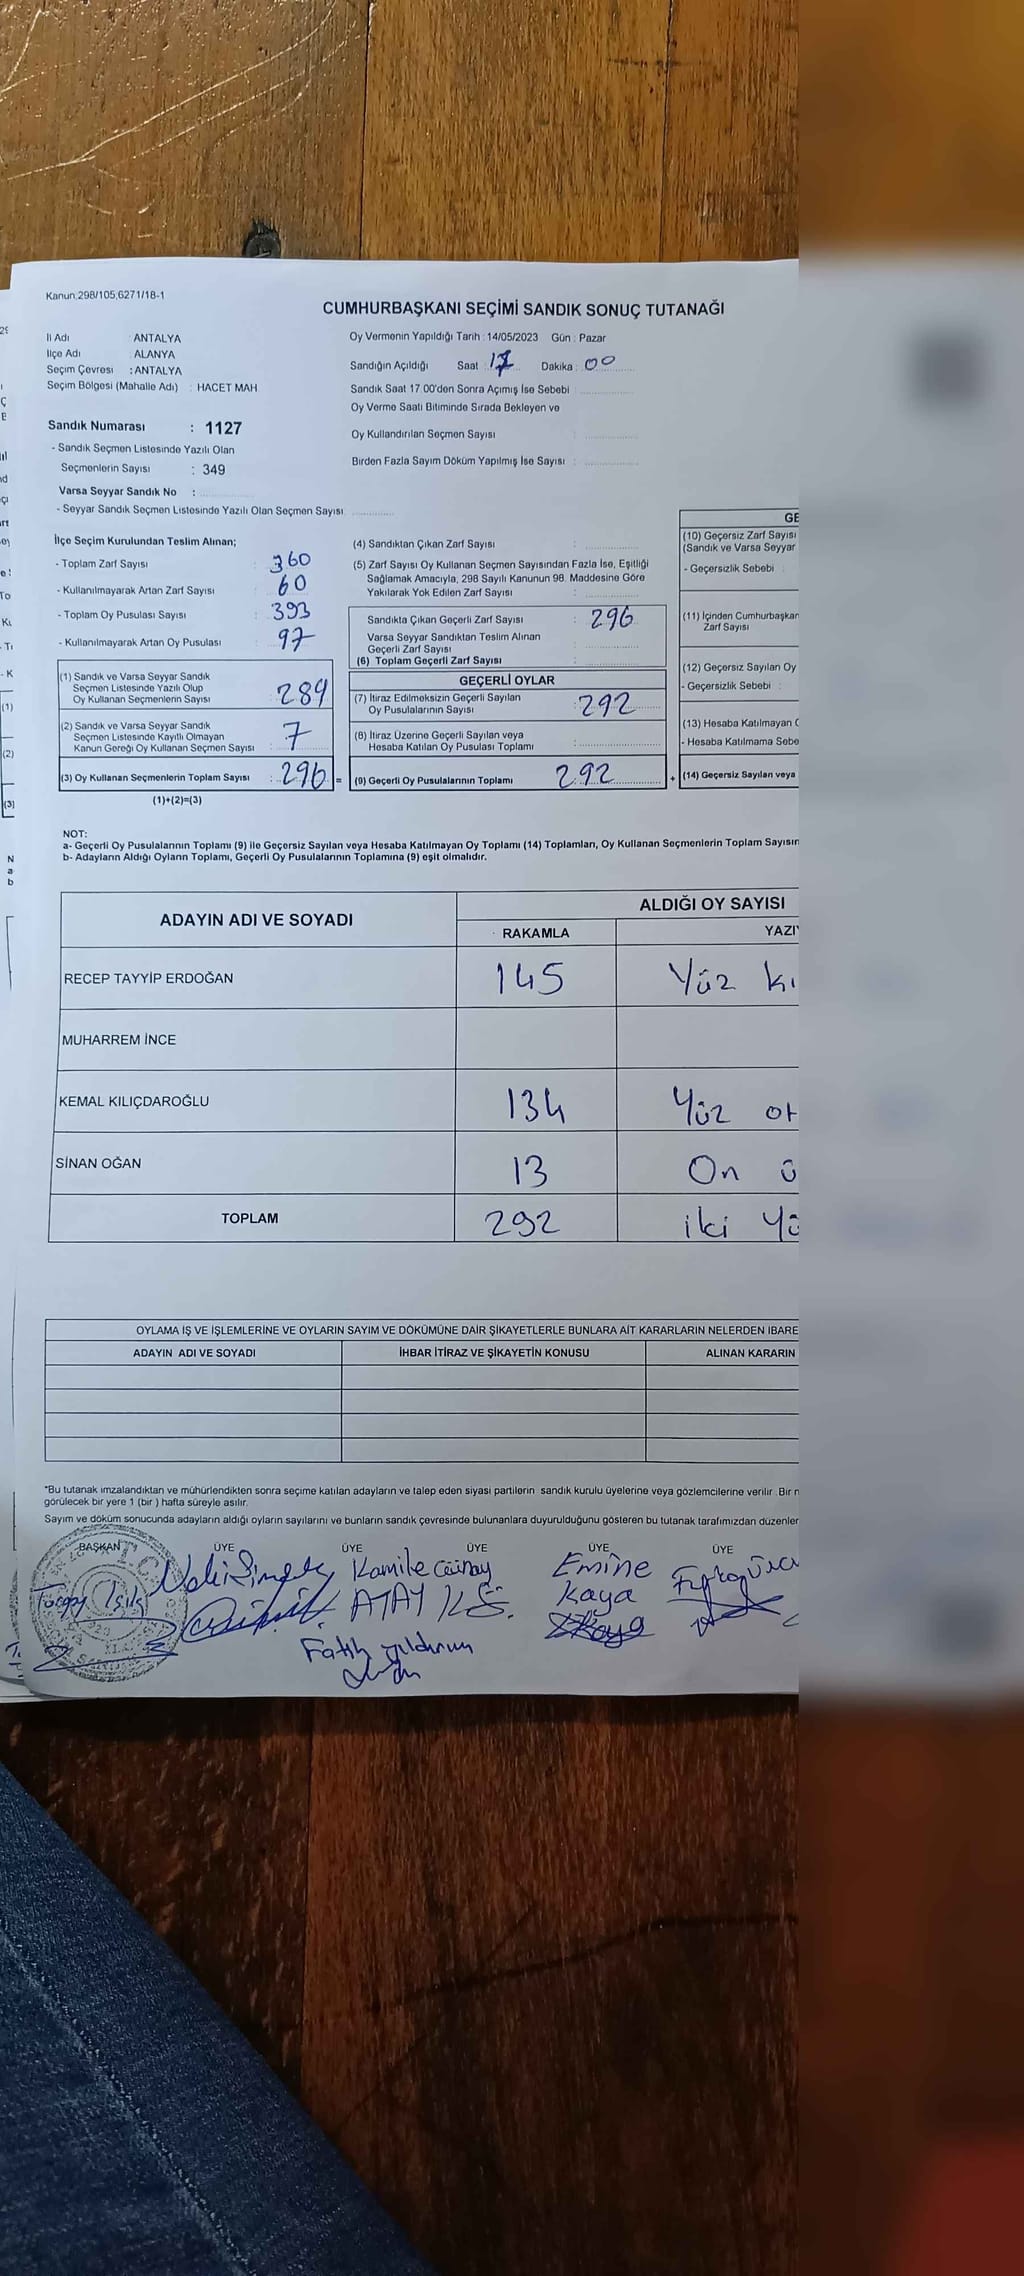 Kanun;298/105;6271/18-1
CUMHURBAŞKANI SEÇİMİ SANDIK SONUÇ TUTANAĞI
İl Adı : ANTALYA
İlçe Adı : ALANYA
Seçim Çevresi : ANTALYA
Seçim Bölgesi (Mahalle Adı) : HACET MAH
Oy Vermenin Yapıldığı Tarih : 14/05/2023 Gün : Pazar
Sandığın Açıldığı Saat : 17 Dakika : 00
Sandık Saat 17.00'den Sonra Açımış İse Sebebi
Oy Verme Saati Bitiminde Sırada Bekleyen ve
Oy Kullandırılan Seçmen Sayısı :
Birden Fazla Sayım Döküm Yapılmış İse Sayısı :
Sandık Numarası : 1127
- Sandık Seçmen Listesinde Yazılı Olan
Seçmenlerin Sayısı : 349
Varsa Seyyar Sandık No :
- Seyyar Sandık Seçmen Listesinde Yazılı Olan Seçmen Sayısı
İlçe Seçim Kurulundan Teslim Alınan;
- Toplam Zarf Sayısı : 360
- Kullanılmayarak Artan Zarf Sayısı : 60
- Toplam Oy Pusulası Sayısı : 393
- Kullanılmayarak Artan Oy Pusulası : 97
(1) Sandık ve Varsa Seyyar Sandık
Seçmen Listesinde Yazılı Olup
Oy Kullanan Seçmenlerin Sayısı : 289
(2) Sandık ve Varsa Seyyar Sandık
Seçmen Listesinde Kayıtlı Olmayan
Kanun Gereği Oy Kullanan Seçmen Sayısı : 7
(3) Oy Kullanan Seçmenlerin Toplam Sayısı : 296 =
(1)+(2)=(3)
(4) Sandıktan Çıkan Zarf Sayısı :
(5) Zarf Sayısı Oy Kullanan Seçmen Sayısından Fazla İse, Eşitliği
Sağlamak Amacıyla, 298 Sayılı Kanunun 98. Maddesine Göre
Yakılarak Yok Edilen Zarf Sayısı :
Sandıkta Çıkan Geçerli Zarf Sayısı : 296
Varsa Seyyar Sandıktan Teslim Alınan
Geçerli Zarf Sayısı :
(6) Toplam Geçerli Zarf Sayısı :
GEÇERLİ OYLAR
(7) İtiraz Edilmeksizin Geçerli Sayılan
Oy Pusulalarının Sayısı : 292
(8) İtiraz Üzerine Geçerli Sayılan veya
Hesaba Katılan Oy Pusulası Toplamı :
(9) Geçerli Oy Pusulalarının Toplamı 292 +
GE
(10) Geçersiz Zarf Sayısı
(Sandık ve Varsa Seyyar
- Geçersizlik Sebebi :
(11) İçinden Cumhurbaşkan
Zarf Sayısı
(12) Geçersiz Sayılan Oy
- Geçersizlik Sebebi :
(13) Hesaba Katılmayan O
- Hesaba Katılmama Sebe
(14) Geçersiz Sayılan veya
NOT:
a- Geçerli Oy Pusulalarının Toplamı (9) ile Geçersiz Sayılan veya Hesaba Katılmayan Oy Toplamı (14) Toplamları, Oy Kullanan Seçmenlerin Toplam Sayısın
b- Adayların Aldığı Oyların Toplamı, Geçerli Oy Pusulalarının Toplamına (9) eşit olmalıdır.
ADAYIN ADI VE SOYADI
ALDIĞI OY SAYISI
RAKAMLA YAZI
RECEP TAYYİP ERDOĞAN 145 Yüz kı
MUHARREM İNCE
KEMAL KILIÇDAROĞLU 134 Yüz ot
SİNAN OĞAN 13 On ü
TOPLAM 292 iki Yü
OYLAMA İŞ VE İŞLEMLERİNE VE OYLARIN SAYIM VE DÖKÜMÜNE DAİR ŞİKAYETLERLE BUNLARA AİT KARARLARIN NELERDEN İBARE
ADAYIN ADI VE SOYADI İHBAR İTİRAZ VE ŞİKAYETİN KONUSU ALINAN KARARIN
*Bu tutanak imzalandıktan ve mühürlendikten sonra seçime katılan adayların ve talep eden siyasi partilerin sandık kurulu üyelerine veya gözlemcilerine verilir. Bir n
görülecek bir yere 1 (bir ) hafta süreyle asılır.
Sayım ve döküm sonucunda adayların aldığı oyların sayılarını ve bunların sandık çevresinde bulunanlara duyurulduğunu gösteren bu tutanak tarafımızdan düzenler
BAŞKAN ÜYE ÜYE ÜYE ÜYE ÜYE
Kamile Günay
Emine
Kaya
Fatih yıldırım